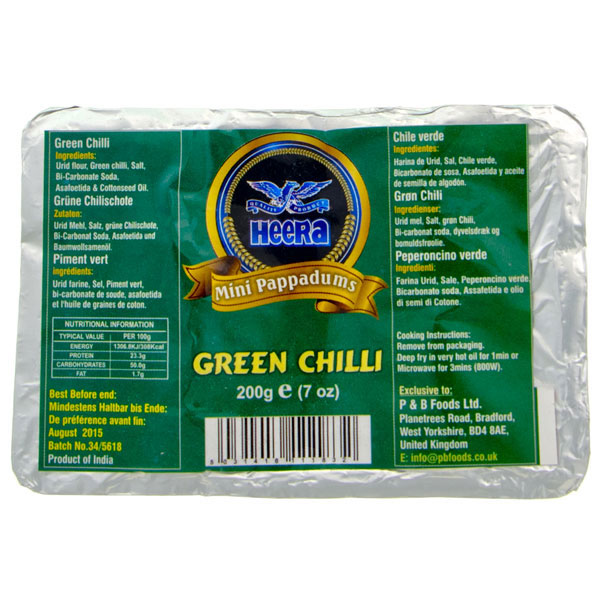 Green Chilli
Ingredients:
Urid flour, Green chilli, Salt,
Bi-Carbonate Soda,
Asafoetida & Cottonseed Oil.
Grüne Chilischote
Zutaten:
Urid Mehl, Salz, grüne Chilischote,
Bi-Carbonat Soda, Asafoetida und
Baumwollsamenöl.
Piment vert
Ingrédients:
Urid farine, Sel, Piment vert,
bi-carbonate de soude, asafoetida
et l'huile de graines de coton.
NUTRITIONAL INFORMATION
TYPICAL VALUE PER 100g
ENERGY 1306.8KJ/308Kcal
PROTEIN 23.3g
CARBOHYDRATES 50.8g
FAT 1.7g
Best Before end:
Mindestens Haltbar bis Ende:
De préférence avant fin:
August 2015
Batch No.34/5618
Product of India
QUALITY PRODUCT
HEERA
Mini Pappadums
GREEN CHILLI
200g e (7 oz)
Chile verde
Ingredientes:
Harina de Urid, Sal, Chile verde,
Bicarbonato de sosa, Asafoetida y aceite
de semilla de algodón.
Grøn Chili
Ingredienser:
Urid mel, Salt, grøn Chili,
Bi-Carbonat Soda, dyvelsdræk og
bomuldsfrøolie.
Peperoncino verde
Ingredienti:
Farina Urid, Sale, Peperoncino verde,
Bicarbonato soda, Assafetida e olio
di semi di Cotone.
Cooking Instructions:
Remove from packaging.
Deep fry in very hot oil for 1min or
Microwave for 3mins (800W).
Exclusive to:
P & B Foods Ltd.
Planetrees Road, Bradford,
West Yorkshire, BD4 8AE,
United Kingdom
E: info@pbfoods.co.uk